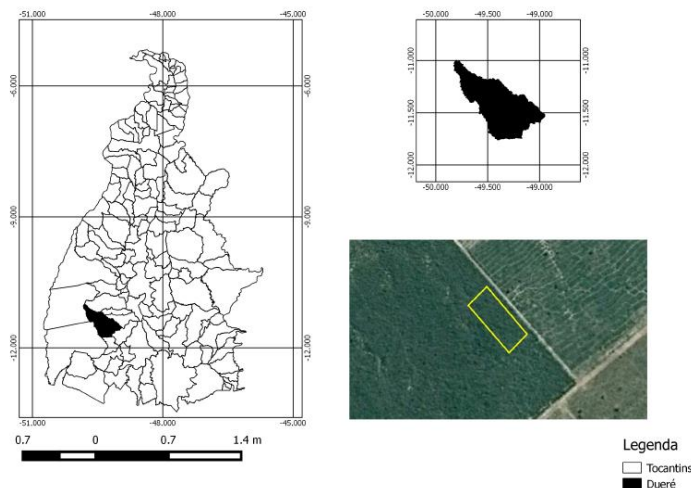 -51.000 -48.000 -45.000
-6.000 -6.000
-9.000 -9.000
-12.000 -12.000
-51.000 -48.000 -45.000
0.7 0 0.7 1.4 m
-50.000 -49.500 -49.000
-11.000 -11.000
-11.500 -11.500
-12.000 -12.000
-50.000 -49.500 -49.000
Legenda
Tocantins
Dueré